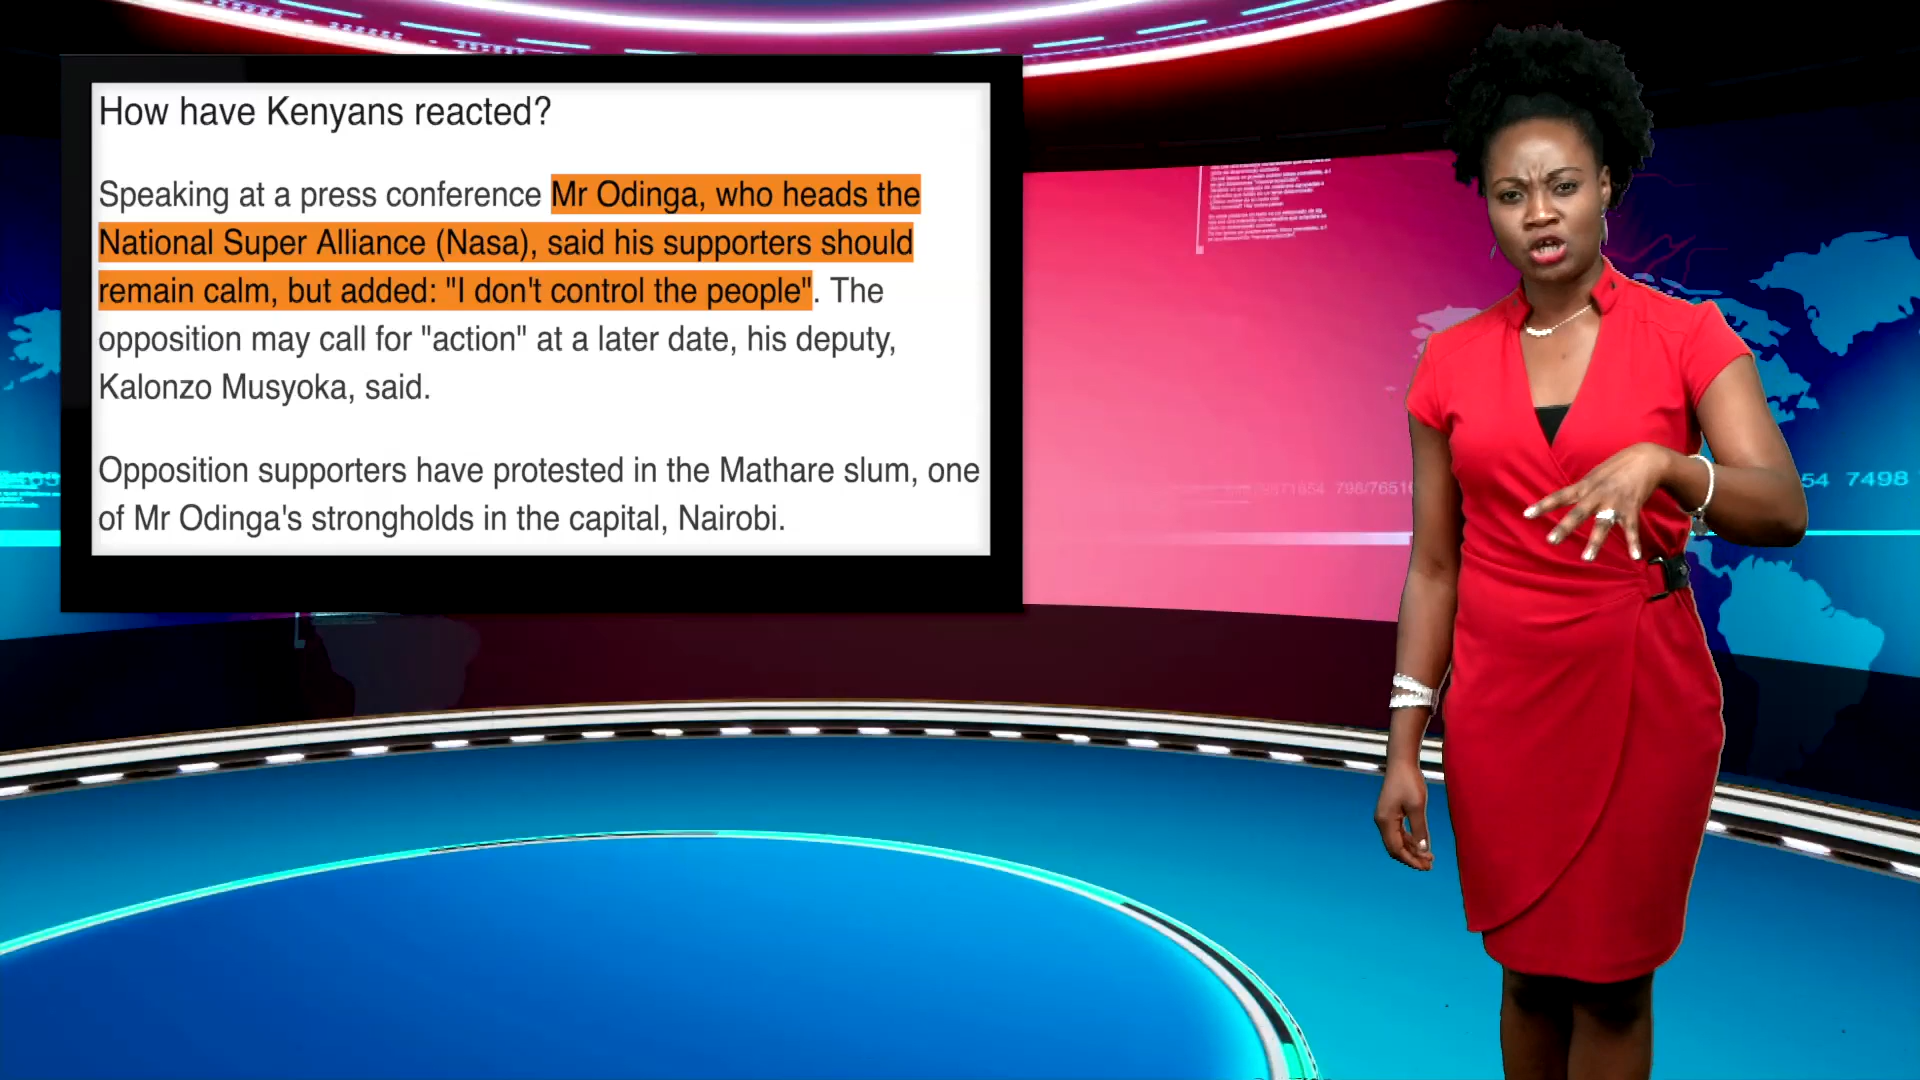 How have Kenyans reacted?
Speaking at a press conference Mr Odinga, who heads the
National Super Alliance (Nasa), said his supporters should
remain calm, but added: "I don't control the people". The
opposition may call for "action" at a later date, his deputy,
Kalonzo Musyoka, said.
Opposition supporters have protested in the Mathare slum, one
of Mr Odinga's strongholds in the capital, Nairobi.
54 7498